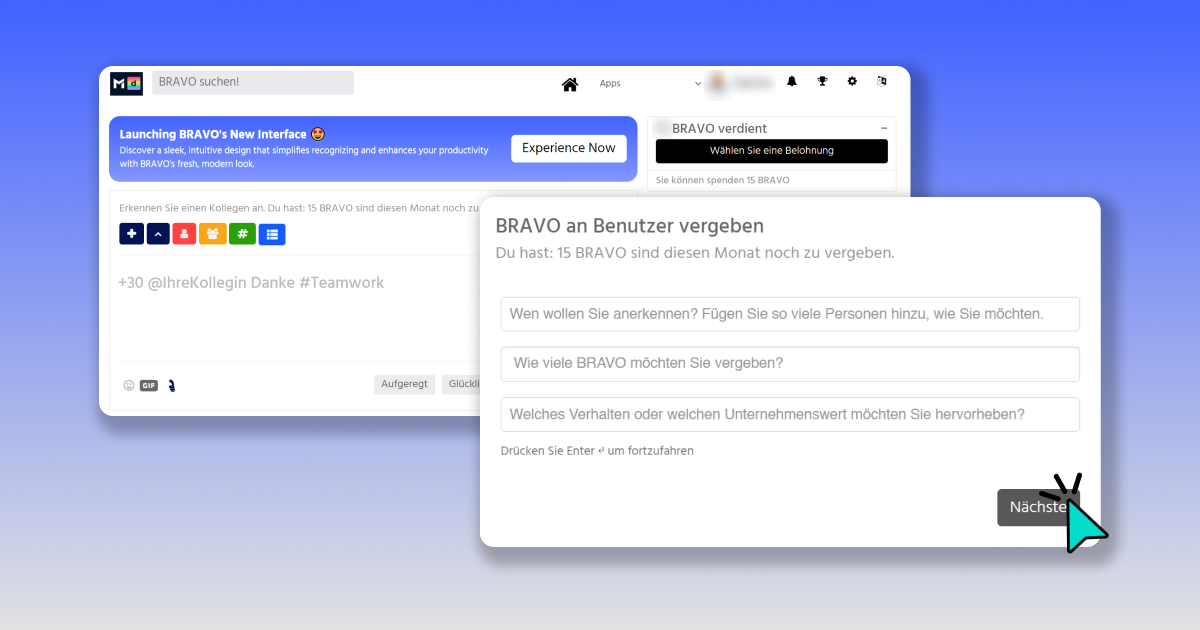 M d
BRAVO suchen!
Apps
Launching BRAVO's New Interface
Discover a sleek, intuitive design that simplifies recognizing and enhances your productivity
with BRAVO's fresh, modern look.
Experience Now
BRAVO verdient
Wählen Sie eine Belohnung
Sie können spenden 15 BRAVO
Erkennen Sie einen Kollegen an. Du hast: 15 BRAVO sind diesen Monat noch zu
+30 @IhreKollegin Danke #Teamwork
GIF
Aufgeregt
BRAVO an Benutzer vergeben
Du hast: 15 BRAVO sind diesen Monat noch zu vergeben.
Wen wollen Sie anerkennen? Fügen Sie so viele Personen hinzu, wie Sie möchten.
Wie viele BRAVO möchten Sie vergeben?
Welches Verhalten oder welchen Unternehmenswert möchten Sie hervorheben?
Drücken Sie Enter ↵ um fortzufahren
Nächste